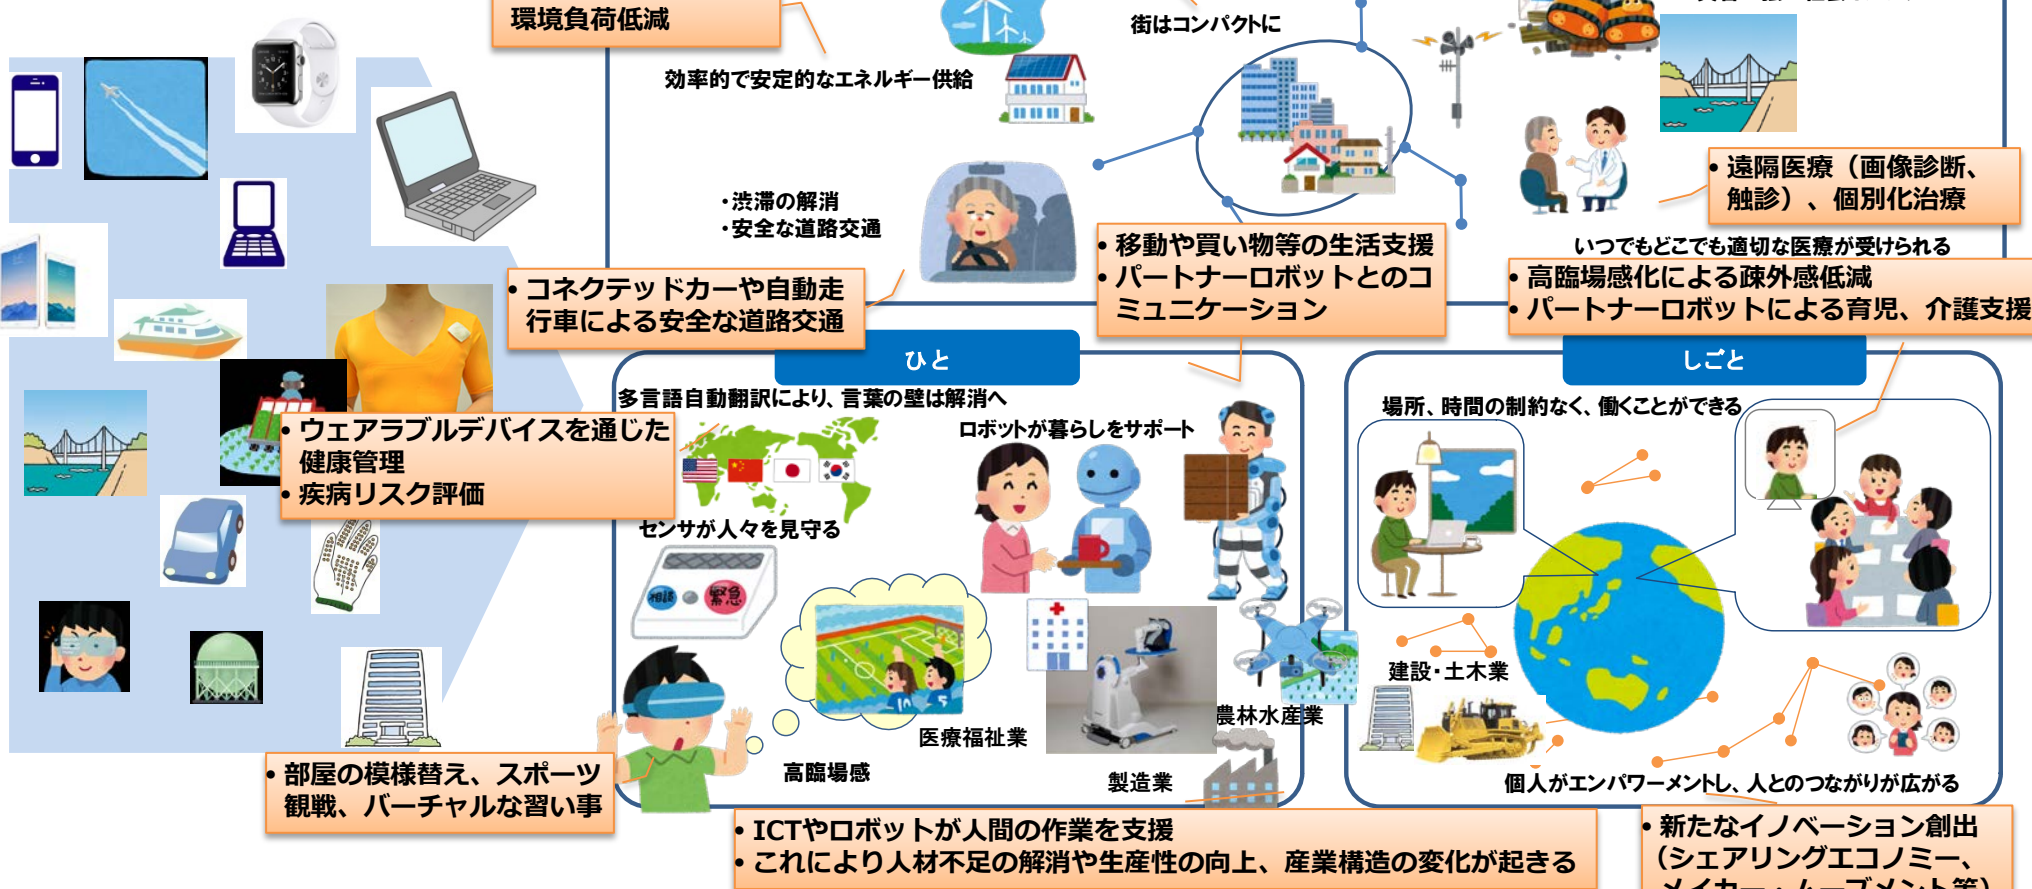 環境負荷低減
効率的で安定的なエネルギー供給
街はコンパクトに
・渋滞の解消
・安全な道路交通
• コネクテッドカーや自動走
行車による安全な道路交通
• 移動や買い物等の生活支援
• パートナーロボットとのコ
ミュニケーション
• 遠隔医療（画像診断、
触診）、個別化治療
いつでもどこでも適切な医療が受けられる
• 高臨場感化による疎外感低減
• パートナーロボットによる育児、介護支援
ひと
多言語自動翻訳により、言葉の壁は解消へ
ロボットが暮らしをサポート
• ウェアラブルデバイスを通じた
健康管理
• 疾病リスク評価
センサが人々を見守る
相談
緊急
高臨場感
医療福祉業
製造業
農林水産業
• 部屋の模様替え、スポーツ
観戦、バーチャルな習い事
• ICTやロボットが人間の作業を支援
• これにより人材不足の解消や生産性の向上、産業構造の変化が起きる
しごと
場所、時間の制約なく、働くことができる
建設・土木業
個人がエンパワーメントし、人とのつながりが広がる
• 新たなイノベーション創出
（シェアリングエコノミー、
メイカー・ムーブメント等）